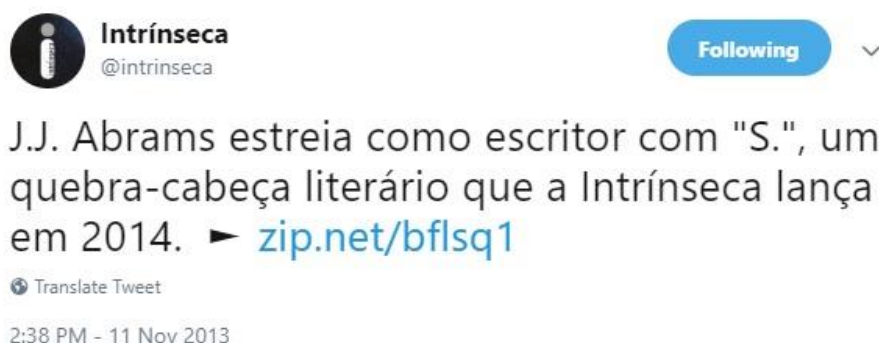 Intrínseca
@intrinseca
Following
J.J. Abrams estreia como escritor com "S.", um
quebra-cabeça literário que a Intrínseca lança
em 2014. ► zip.net/bflsq1
Translate Tweet
2:38 PM - 11 Nov 2013